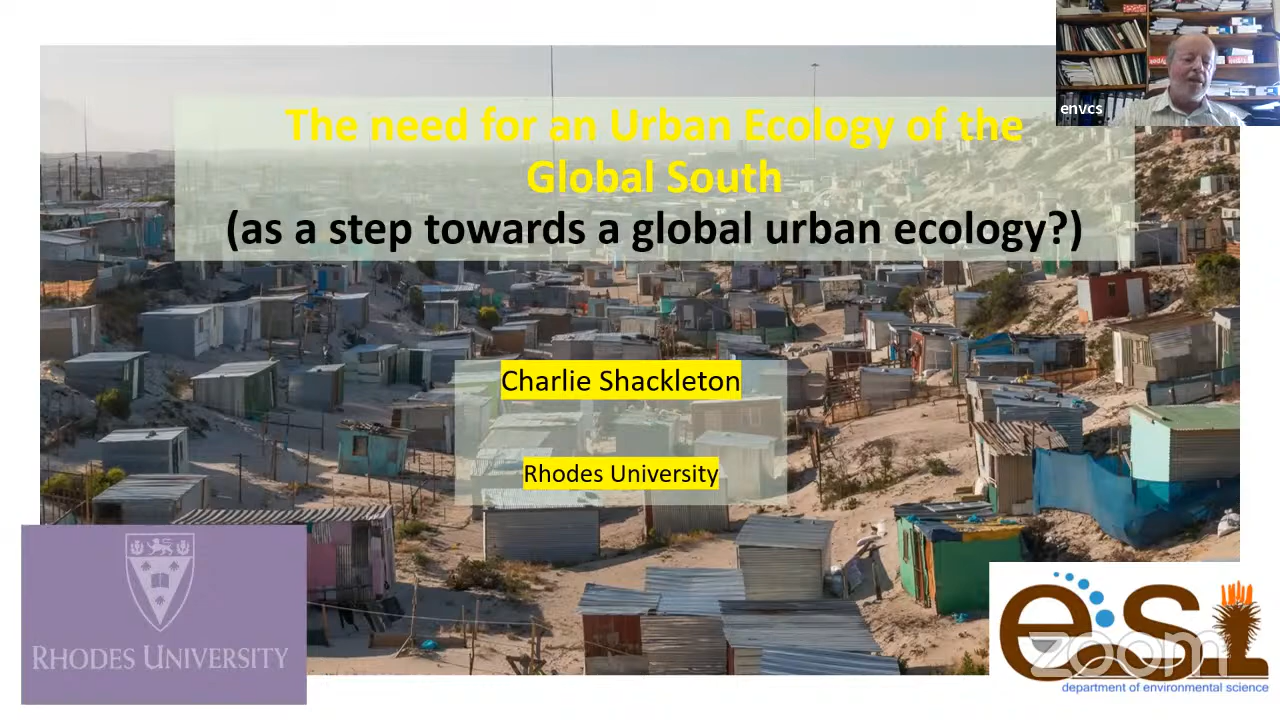 envcs
The need for an Urban Ecology of the
Global South
(as a step towards a global urban ecology?)
Charlie Shackleton
Rhodes University
RHODES UNIVERSITY
esi
zoom
department of environmental science